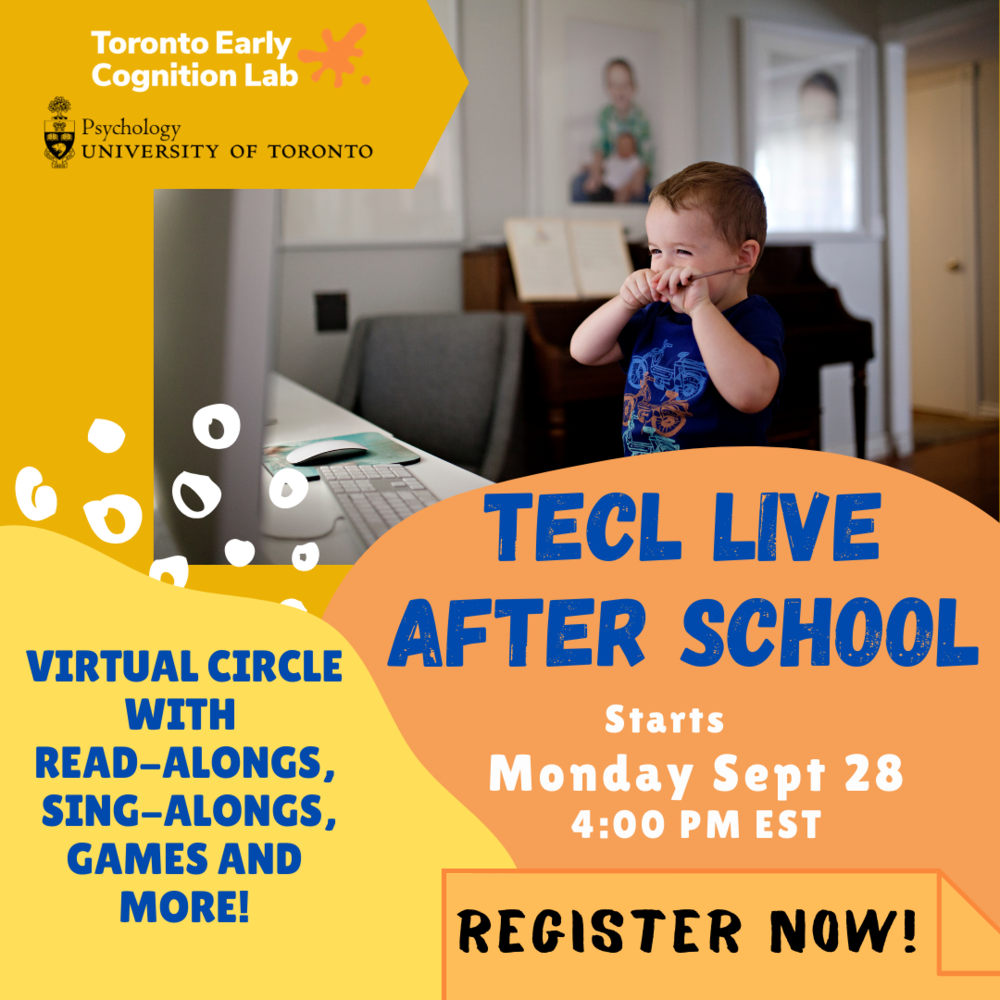 Toronto Early
Cognition Lab
Psychology
UNIVERSITY OF TORONTO
TECL LIVE
AFTER SCHOOL
VIRTUAL CIRCLE
WITH
READ-ALONGS,
SING-ALONGS,
GAMES AND
MORE!
Starts
Monday Sept 28
4:00 PM EST
REGISTER NOW!